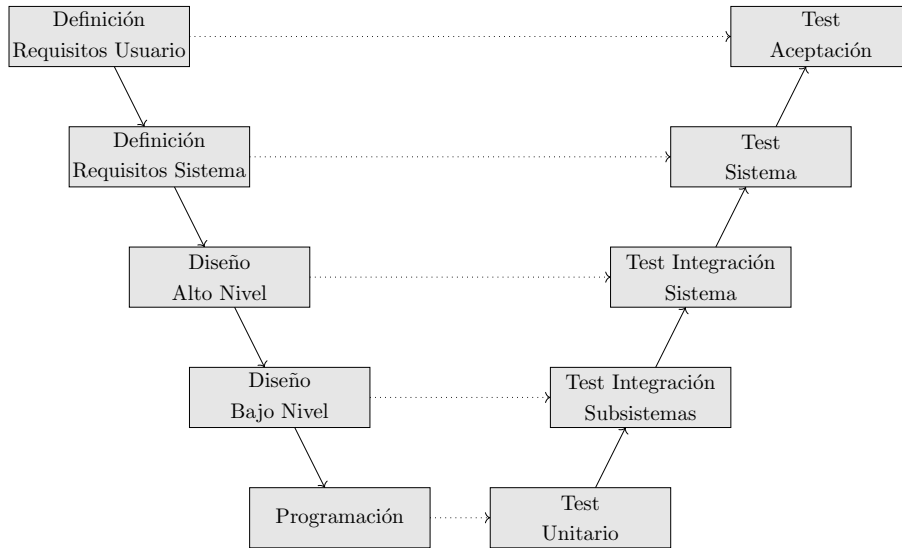 Definición
Requisitos Usuario
Test
Aceptación
Definición
Requisitos Sistema
Test
Sistema
Diseño
Alto Nivel
Test Integración
Sistema
Diseño
Bajo Nivel
Test Integración
Subsistemas
Programación
Test
Unitario